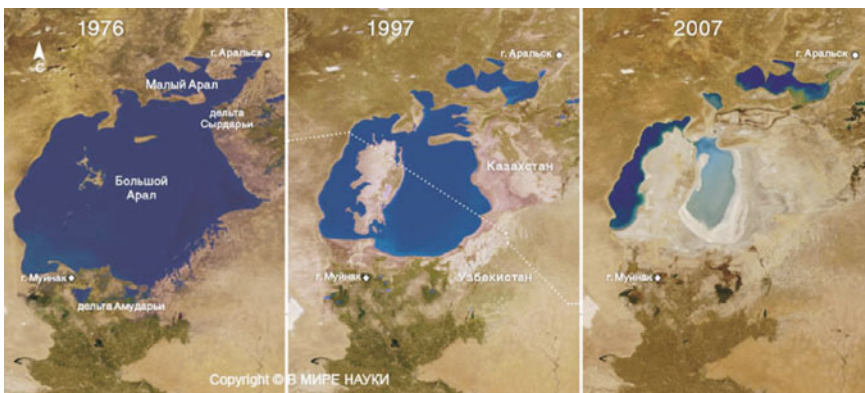 1976
С
г. Аральск
Малый Арал
дельта
Сырдарьи
Большой
Арал
г. Муйнак
дельта Амударьи
Copyright © В МИРЕ НАУКИ
1997
г. Аральск
Казахстан
г. Муйнак
Узбекистан
2007
г. Аральск
г. Муйнак